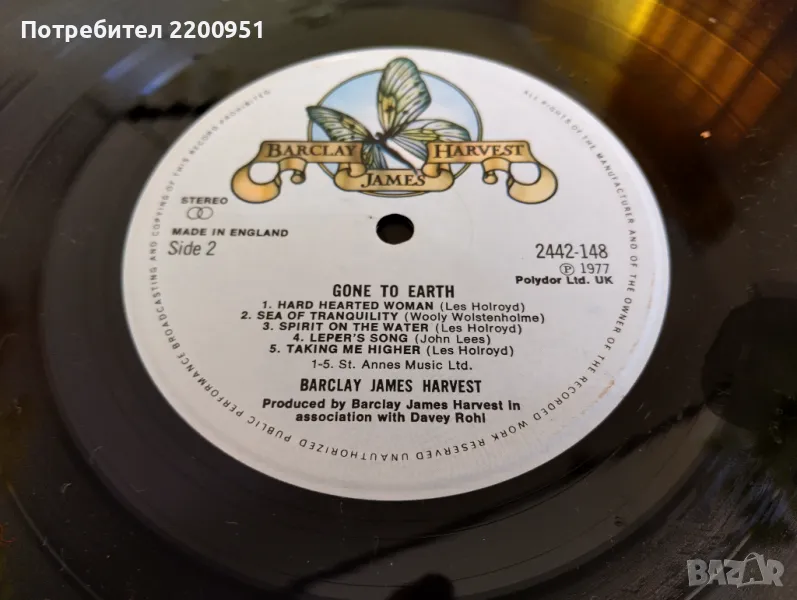 Потребител 2200951
BARCLAY JAMES HARVEST
STEREO
MADE IN ENGLAND
Side 2
2442-148
Ⓟ 1977
Polydor Ltd. UK
GONE TO EARTH
1. HARD HEARTED WOMAN (Les Holroyd)
2. SEA OF TRANQUILITY (Wooly Wolstenholme)
3. SPIRIT ON THE WATER (Les Holroyd)
4. LEPER'S SONG (John Lees)
5. TAKING ME HIGHER (Les Holroyd)
1-5. St. Annes Music Ltd.
BARCLAY JAMES HARVEST
Produced by Barclay James Harvest in
association with Davey Rohl
ALL RIGHTS OF THE MANUFACTURER AND OF THE OWNER OF THE RECORDED WORK RESERVED UNAUTHORIZED PUBLIC PERFORMANCE BROADCASTING AND COPYING OF THIS RECORD PROHIBITED
BAZAR